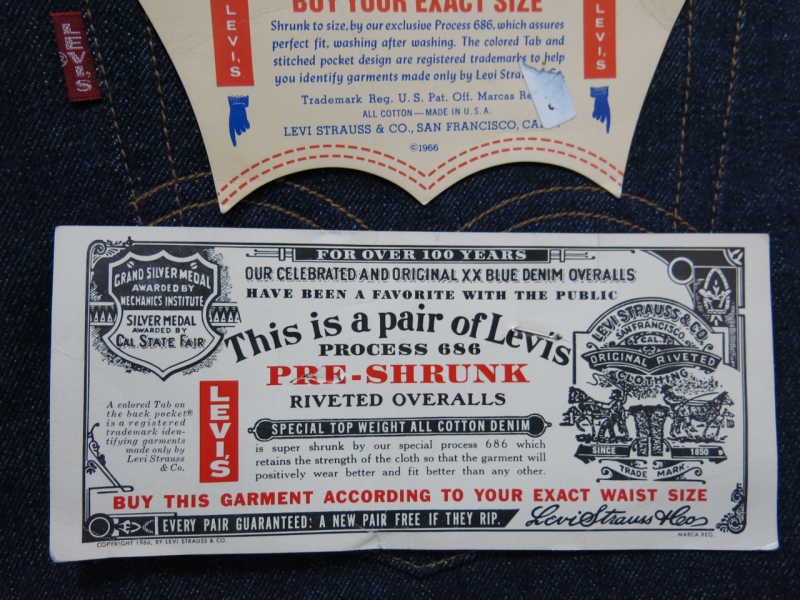 LEVI'S
®
BUY YOUR EXACT SIZE
Shrunk to size, by our exclusive Process 686, which assures
perfect fit, washing after washing. The colored Tab and
stitched pocket design are registered trademarks to help
you identify garments made only by Levi Strauss
Trademark Reg. U.S. Pat. Off. Marcas
ALL COTTON—MADE IN U.S.A.
LEVI STRAUSS & CO., SAN FRANCISCO,
©1966
LEVI'S
LEVI'S
FOR OVER 100 YEARS
OUR CELEBRATED AND ORIGINAL XX BLUE DENIM OVERALLS
HAVE BEEN A FAVORITE WITH THE PUBLIC
This is a pair of Levi's
PROCESS 686
PRE-SHRUNK
RIVETED OVERALLS
SPECIAL TOP WEIGHT ALL COTTON DENIM
is super shrunk by our special process 686 which
retains the strength of the cloth so that the garment will
positively wear better and fit better than any other.
GRAND SILVER MEDAL
AWARDED BY
MECHANICS INSTITUTE
SILVER MEDAL
AWARDED BY
CAL STATE FAIR
A colored Tab on
the back pocket®
is a registered
trademark iden-
tifying garments
made only by
Levi Strauss
& Co.
LEVI'S
LEVI STRAUSS & CO.
SAN FRANCISCO
CAL
ORIGINAL RIVETED
CLOTHING
SINCE 1850
TRADE MARK
BUY THIS GARMENT ACCORDING TO YOUR EXACT WAIST SIZE
EVERY PAIR GUARANTEED: A NEW PAIR FREE IF THEY RIP.
Levi Strauss & Co
COPYRIGHT 1966, BY LEVI STRAUSS & CO.
MARCA REG.